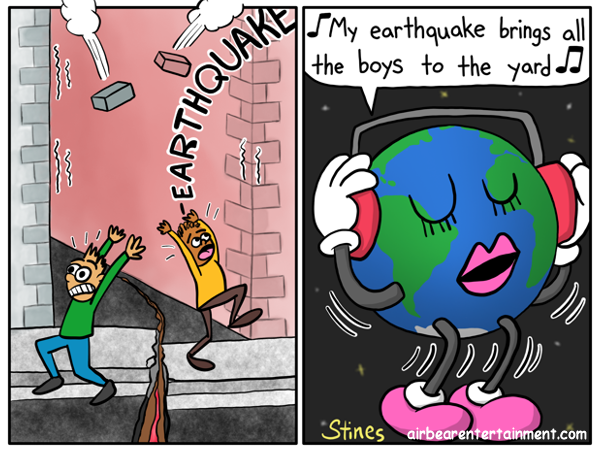 EARTHQUAKE
♫My earthquake brings all
the boys to the yard♫
Stines
airbearentertainment.com